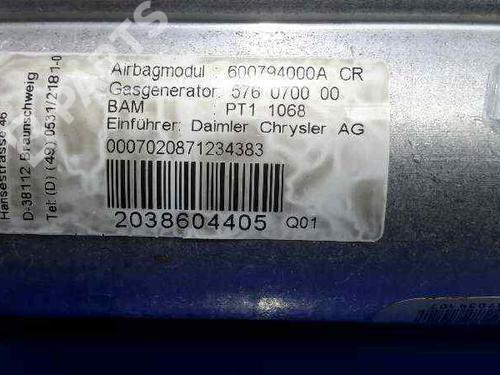 Hansestrasse 46
D-38112 Braunschweig
Tel: (D) (49) 0531/2181-0
Airbagmodul : 600794000A CR
Gasgenerator: 576 0700 00
BAM : PT1 1068
Einführer: Daimler Chrysler AG
0007020871234383
2038604405 Q01
B-PARTS